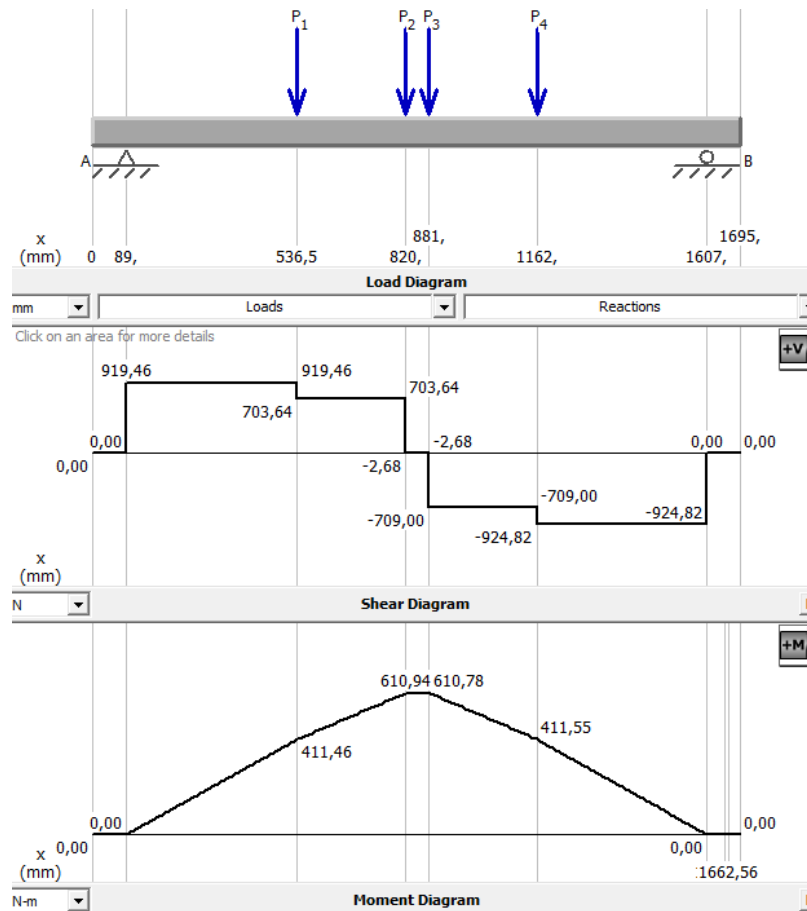 P1 P2 P3 P4
A B
x 881, 1695,
(mm) 0 89, 536,5 820, 1162, 1607,
Load Diagram
mm Loads Reactions
Click on an area for more details
+V
919,46 919,46
703,64 703,64
0,00 -2,68 0,00 0,00
0,00 -2,68
-709,00 -709,00 -924,82
-924,82
x
(mm)
N Shear Diagram
+M
610,94 610,78
411,46 411,55
0,00 0,00
x 0,00 0,00
(mm) 1662,56
N-m Moment Diagram